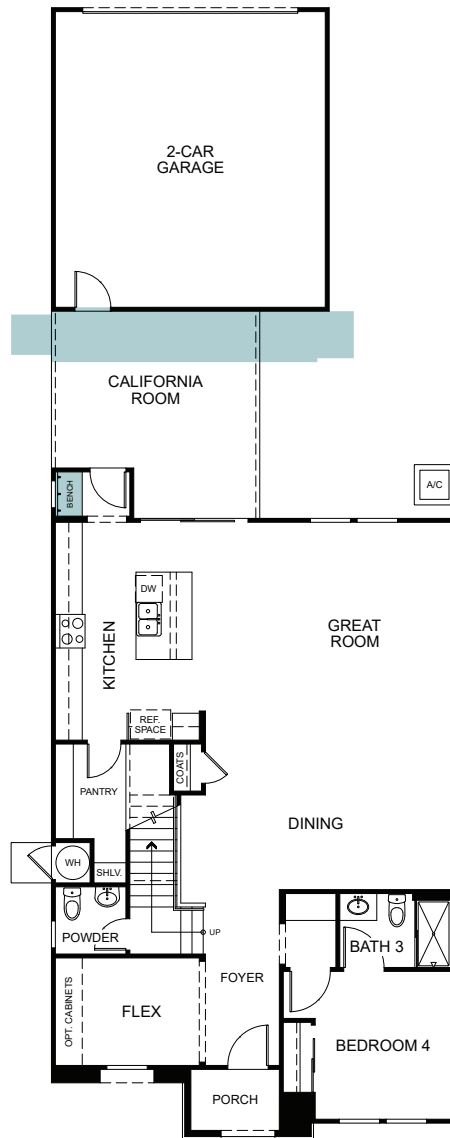 2-CAR
GARAGE
CALIFORNIA
ROOM
BENCH
A/C
DW
KITCHEN
GREAT
ROOM
REF.
SPACE
COATS
PANTRY
DINING
WH
SHLV.
UP
POWDER
BATH 3
FOYER
OPT. CABINETS
FLEX
BEDROOM 4
PORCH